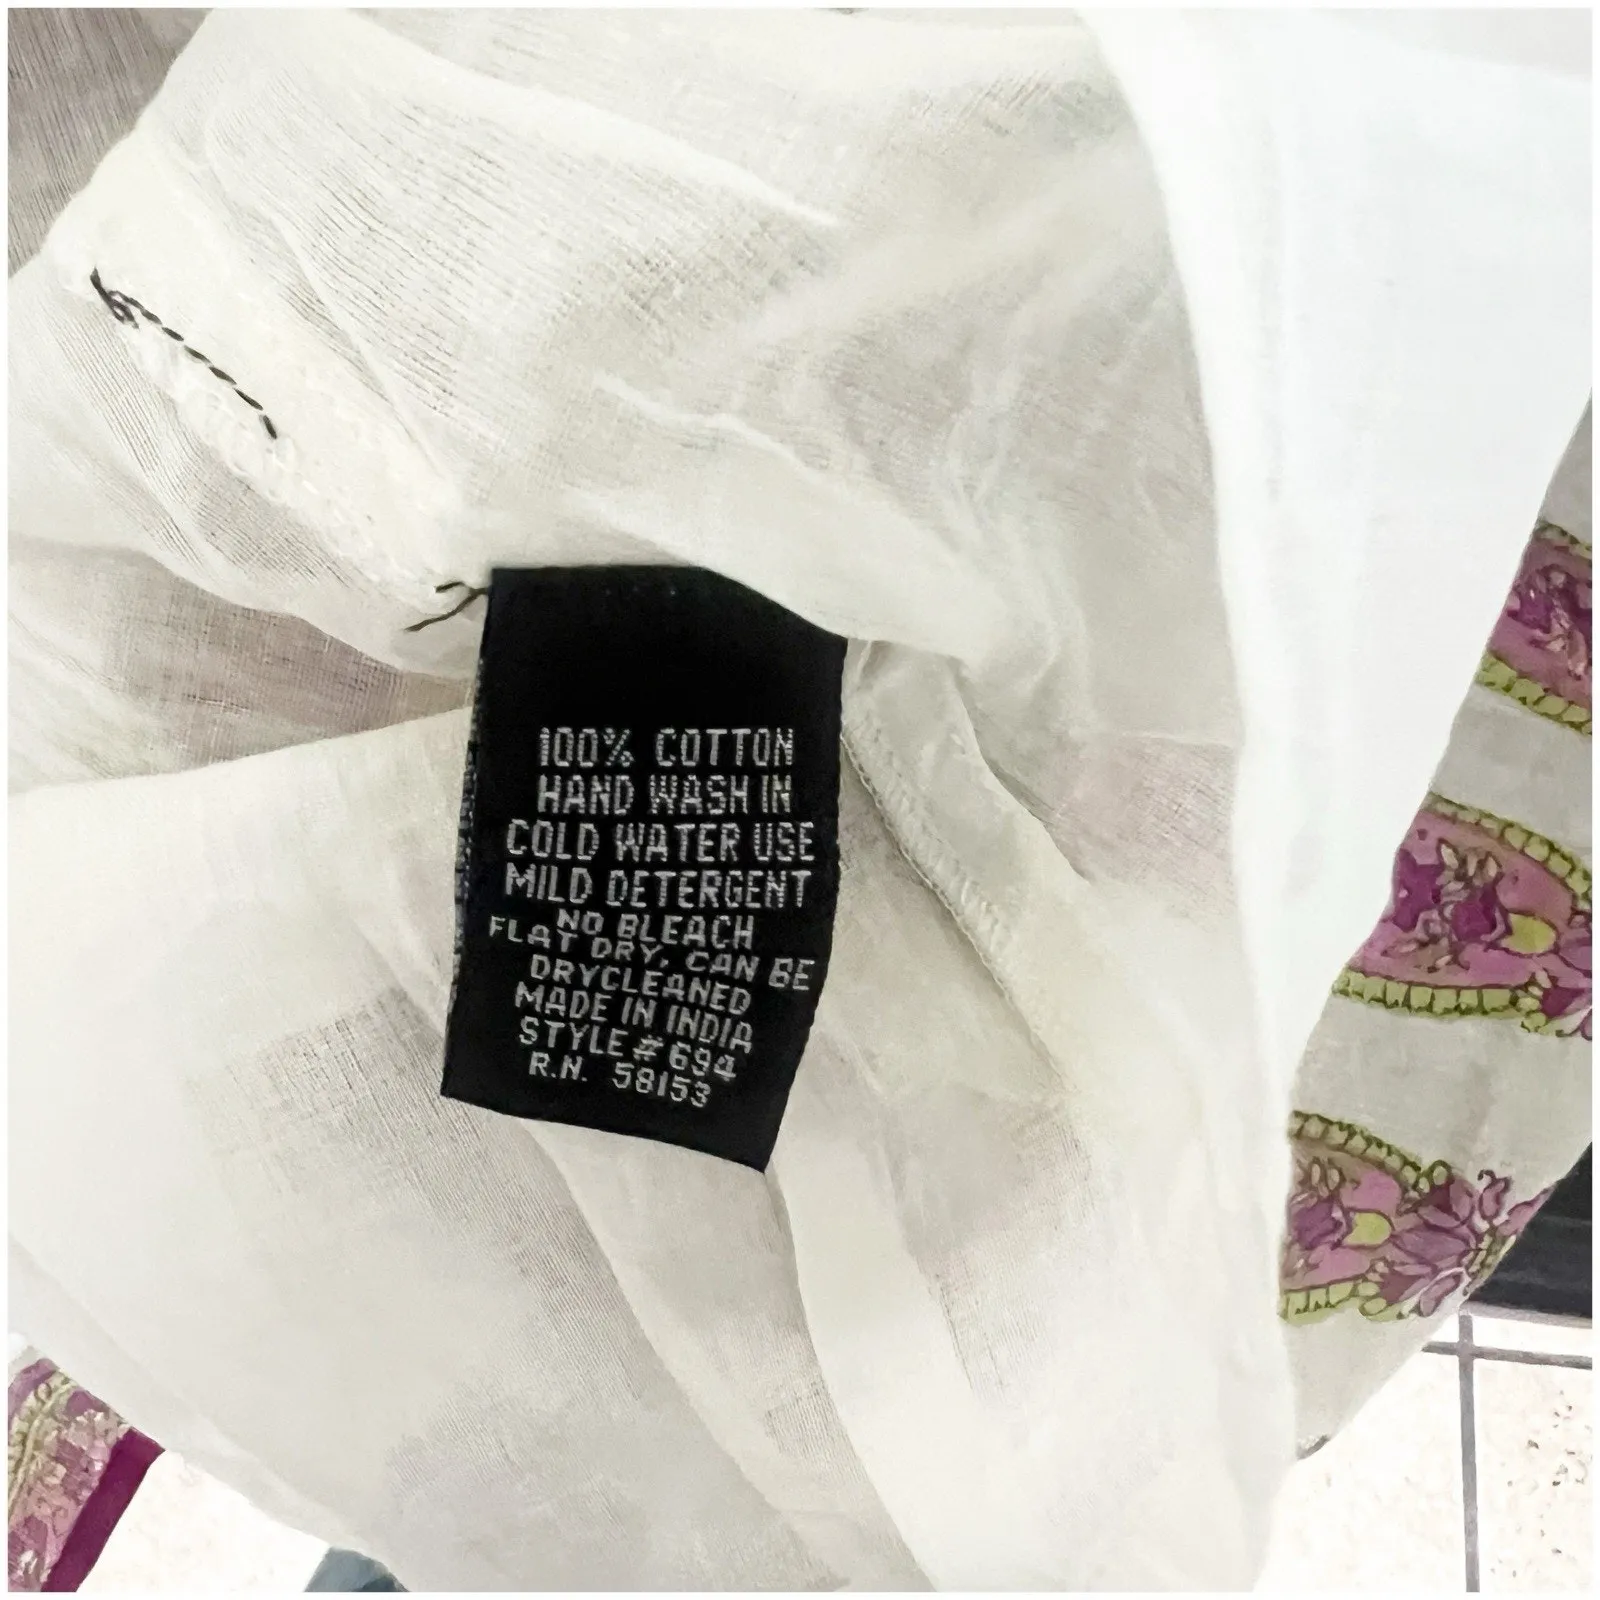 100% COTTON
HAND WASH IN
COLD WATER USE
MILD DETERGENT
NO BLEACH
FLAT DRY. CAN BE
DRYCLEANED
MADE IN INDIA
STYLE # 694
R.N. 58153